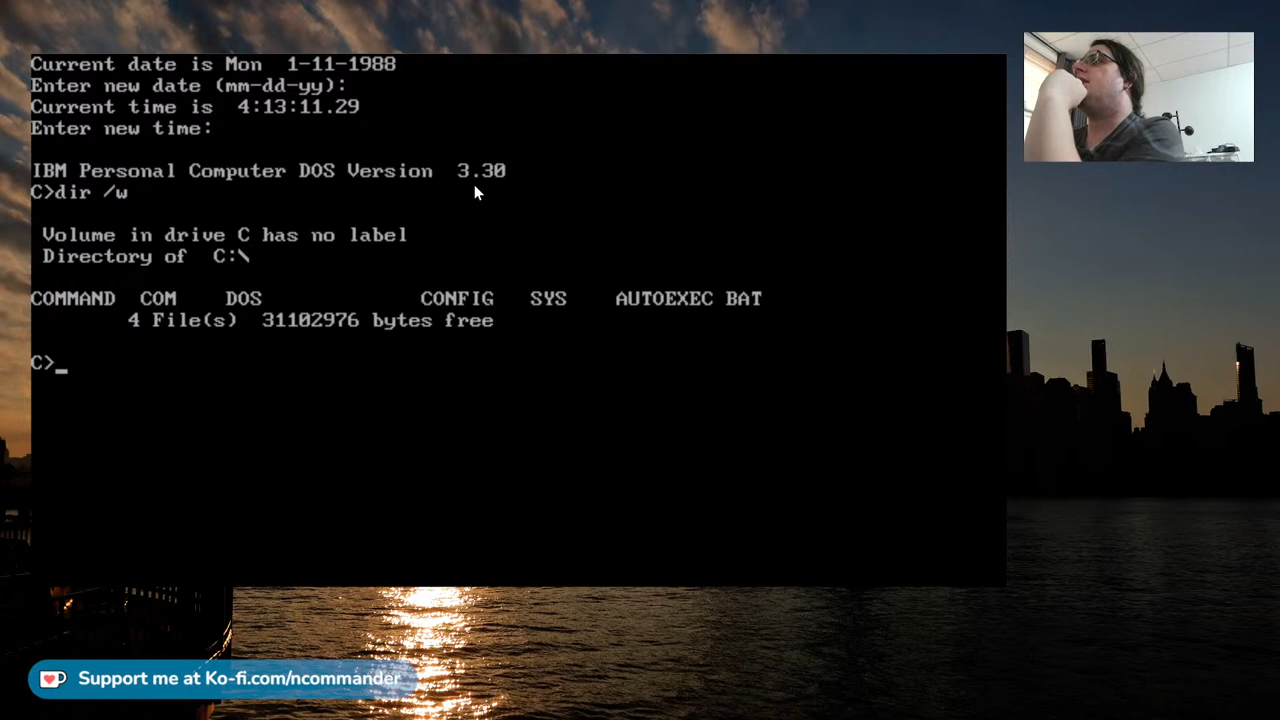 Current date is Mon  1-11-1988
Enter new date (mm-dd-yy):
Current time is  4:13:11.29
Enter new time:
IBM Personal Computer DOS Version  3.30
C>dir /w
Volume in drive C has no label
Directory of  C:\
COMMAND  COM    DOS             CONFIG   SYS    AUTOEXEC BAT
4 File(s)  31102976 bytes free
C>_
Support me at Ko-fi.com/ncommander